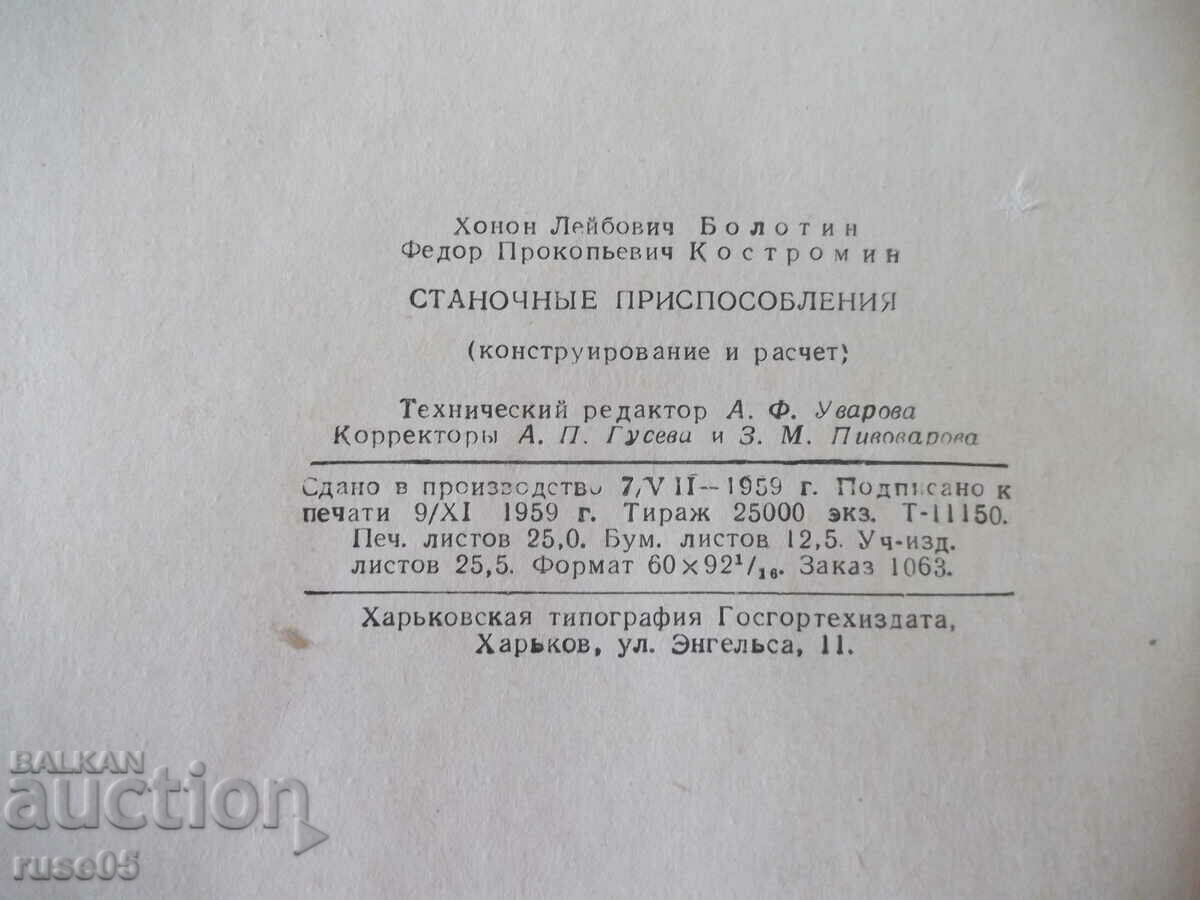 Хонон Лейбович Болотин
Федор Прокопьевич Костромин
СТАНОЧНЫЕ ПРИСПОСОБЛЕНИЯ
(конструирование и расчет)
Технический редактор А. Ф. Уварова
Корректоры А. П. Гусева и З. М. Пивоварова
Сдано в производство 7/VII—1959 г. Подписано к
печати 9/XI 1959 г. Тираж 25000 экз. Т-11150.
Печ. листов 25,0. Бум. листов 12,5. Уч-изд.
листов 25,5. Формат 60×92¹/₁₆. Заказ 1063.
Харьковская типография Госгортехиздата,
Харьков, ул. Энгельса, 11.
BALKAN
auction
ruse05